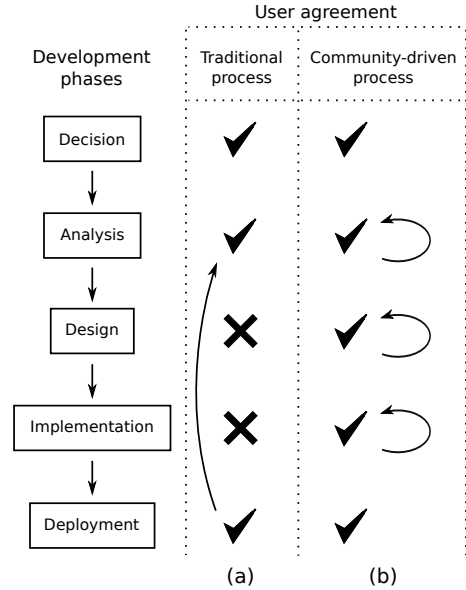 User agreement
Development
phases
Traditional
process
Community-driven
process
Decision
Analysis
Design
Implementation
Deployment
(a)
(b)